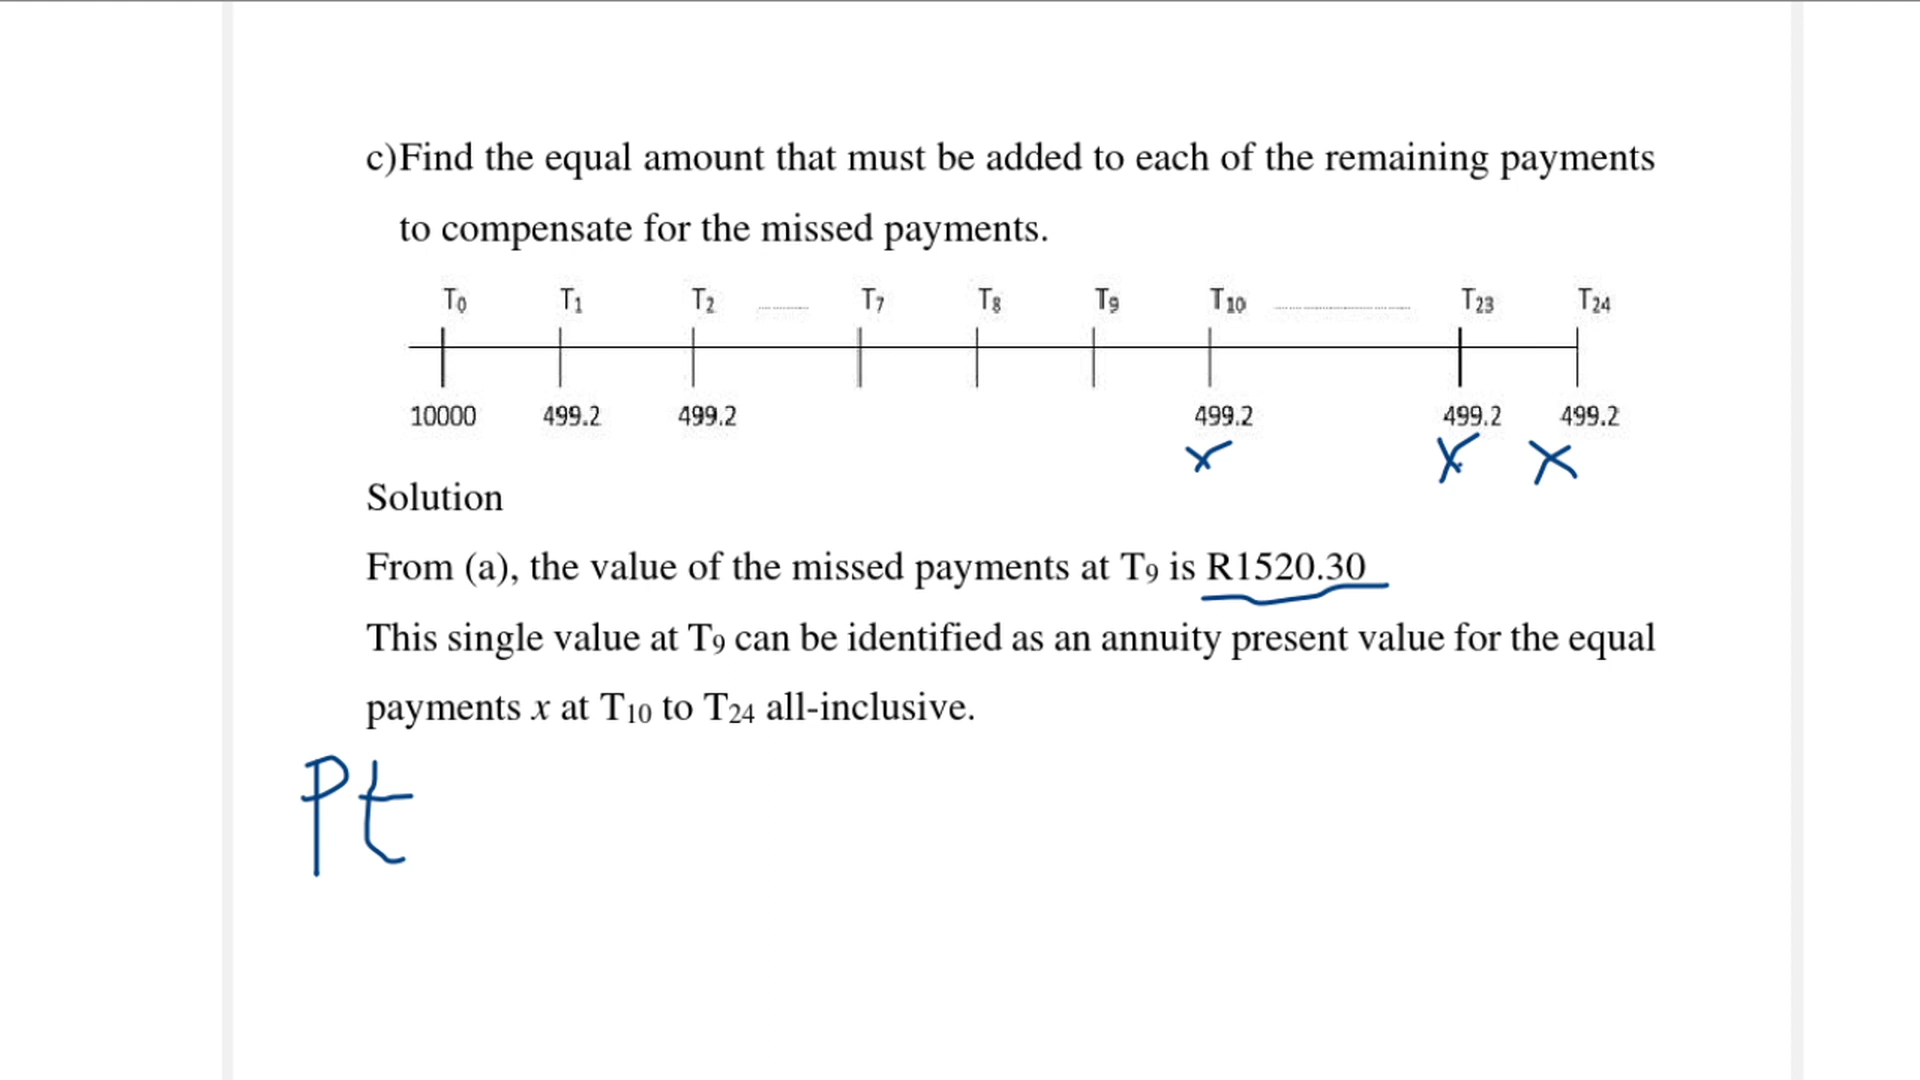 c)Find the equal amount that must be added to each of the remaining payments
to compensate for the missed payments.
T0 T1 T2 ........ T7 T8 T9 T10 ........................ T23 T24
10000 499.2 499.2 499.2 499.2 499.2
x x x
Solution
From (a), the value of the missed payments at T9 is R1520.30
This single value at T9 can be identified as an annuity present value for the equal
payments x at T10 to T24 all-inclusive.
Pt